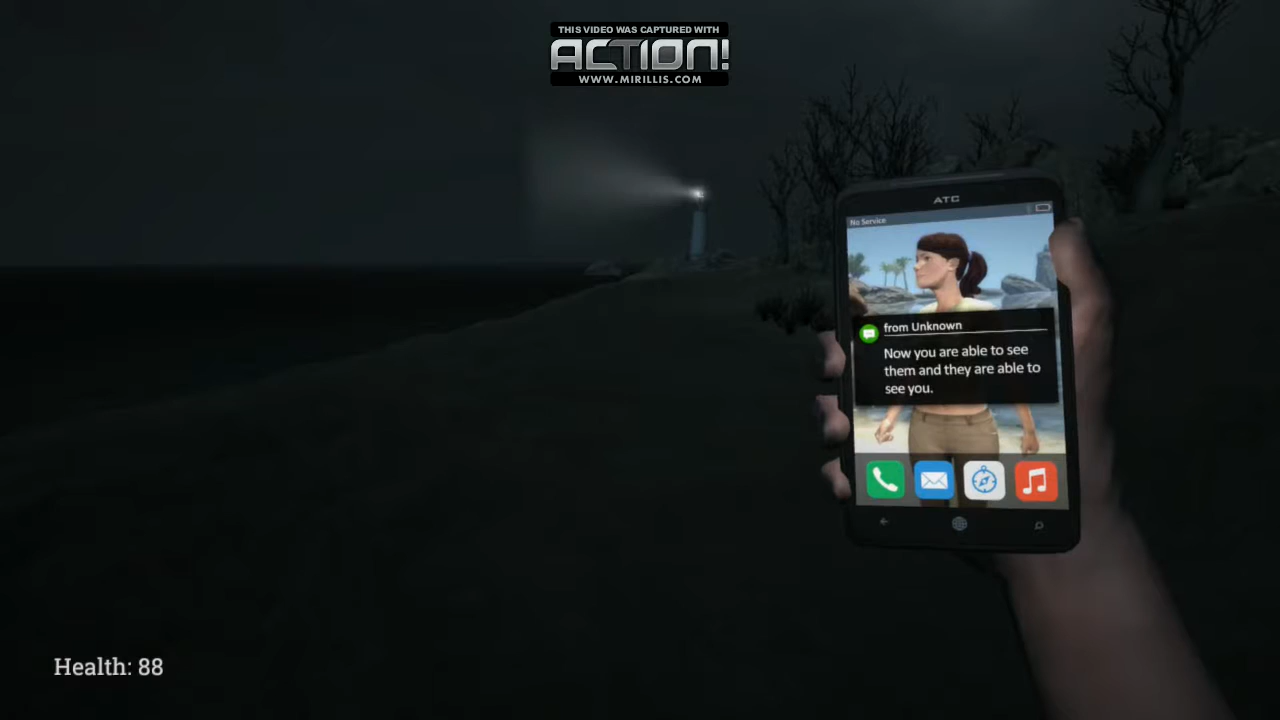 THIS VIDEO WAS CAPTURED WITH
ACTION!
WWW.MIRILLIS.COM
ATC
No Service
from Unknown
Now you are able to see
them and they are able to
see you.
Health: 88